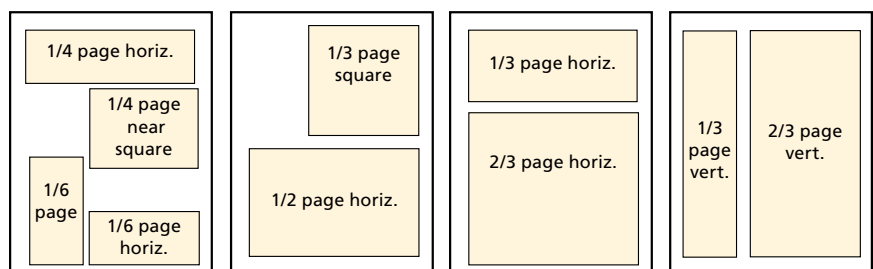 1/4 page horiz.
1/4 page
near
square
1/6
page
1/6 page
horiz.
1/3 page
square
1/2 page horiz.
1/3 page horiz.
2/3 page horiz.
1/3
page
vert.
2/3 page
vert.